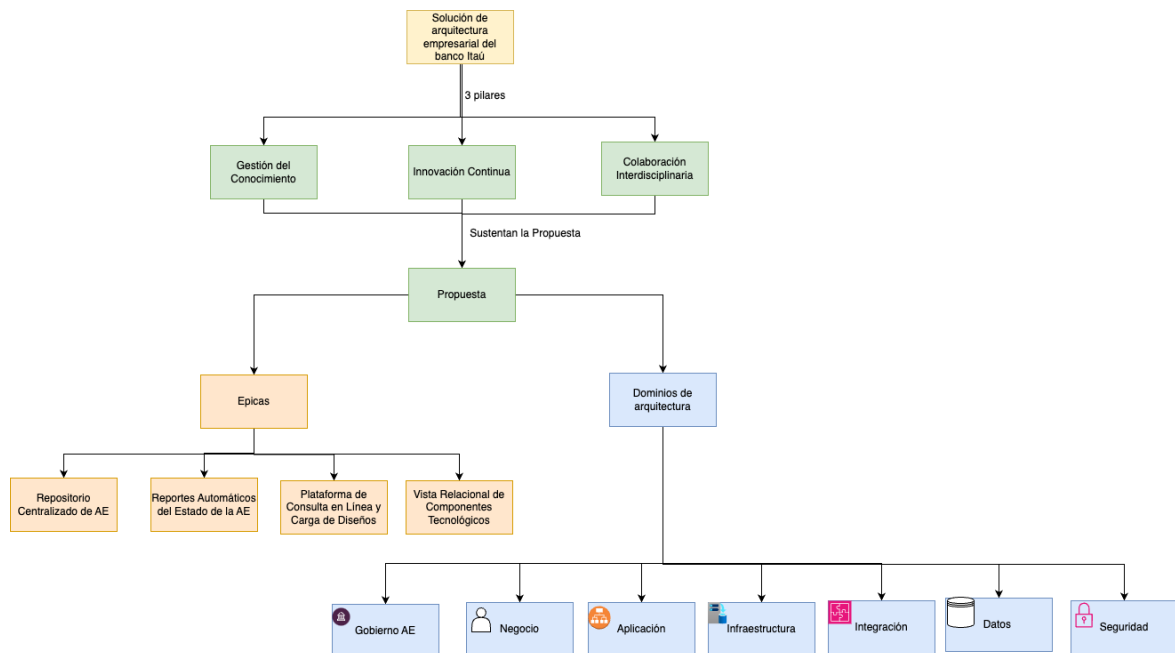 Solución de
arquitectura
empresarial del
banco Itaú
3 pilares
Gestión del
Conocimiento
Innovación Continua
Colaboración
Interdisciplinaria
Sustentan la Propuesta
Propuesta
Epicas
Dominios de
arquitectura
Repositorio
Centralizado de AE
Reportes Automáticos
del Estado de la AE
Plataforma de
Consulta en Línea y
Carga de Diseños
Vista Relacional de
Componentes
Tecnológicos
Gobierno AE
Negocio
Aplicación
Infraestructura
Integración
Datos
Seguridad